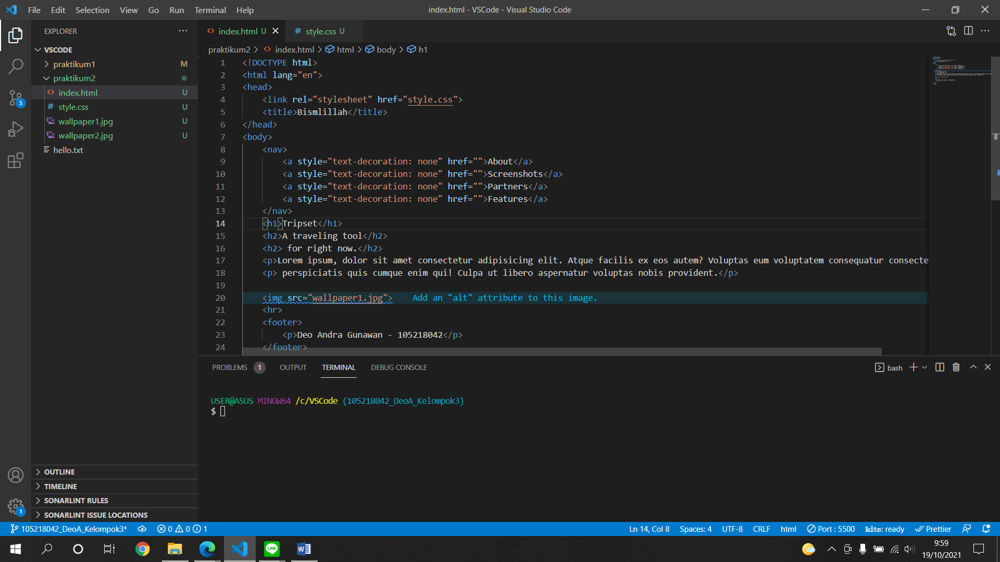 File Edit Selection View Go Run Terminal Help
index.html - VSCode - Visual Studio Code
EXPLORER
VSCODE
praktikum1 M
praktikum2
index.html U
style.css U
wallpaper1.jpg U
wallpaper2.jpg U
hello.txt
5
OUTLINE
TIMELINE
SONARLINT RULES
SONARLINT ISSUE LOCATIONS
1
index.html U
# style.css U
praktikum2 > index.html > html > body > h1
1 <!DOCTYPE html>
2 <html lang="en">
3 <head>
4 <link rel="stylesheet" href="style.css">
5 <title>Bismlillah</title>
6 </head>
7 <body>
8 <nav>
9 <a style="text-decoration: none" href="">About</a>
10 <a style="text-decoration: none" href="">Screenshots</a>
11 <a style="text-decoration: none" href="">Partners</a>
12 <a style="text-decoration: none" href="">Features</a>
13 </nav>
14 <h1>Tripset</h1>
15 <h2>A traveling tool</h2>
16 <h2> for right now.</h2>
17 <p>Lorem ipsum, dolor sit amet consectetur adipisicing elit. Atque facilis ex eos autem? Voluptas eum voluptatem consequatur consecte
18 <p> perspiciatis quis cumque enim qui! Culpa ut libero aspernatur voluptas nobis provident.</p>
19
20 <img src="wallpaper1.jpg"> Add an "alt" attribute to this image.
21 <hr>
22 <footer>
23 <p>Deo Andra Gunawan - 105218042</p>
24 </footer>
PROBLEMS 1 OUTPUT TERMINAL DEBUG CONSOLE
bash
USER@ASUS MINGW64 /c/VSCode (105218042_DeoA_Kelompok3)
$
105218042_DeoA_Kelompok3* 0 0 1
Ln 14, Col 8 Spaces: 4 UTF-8 CRLF html Port : 5500 kite: ready Prettier
LINE
W
9:59
19/10/2021